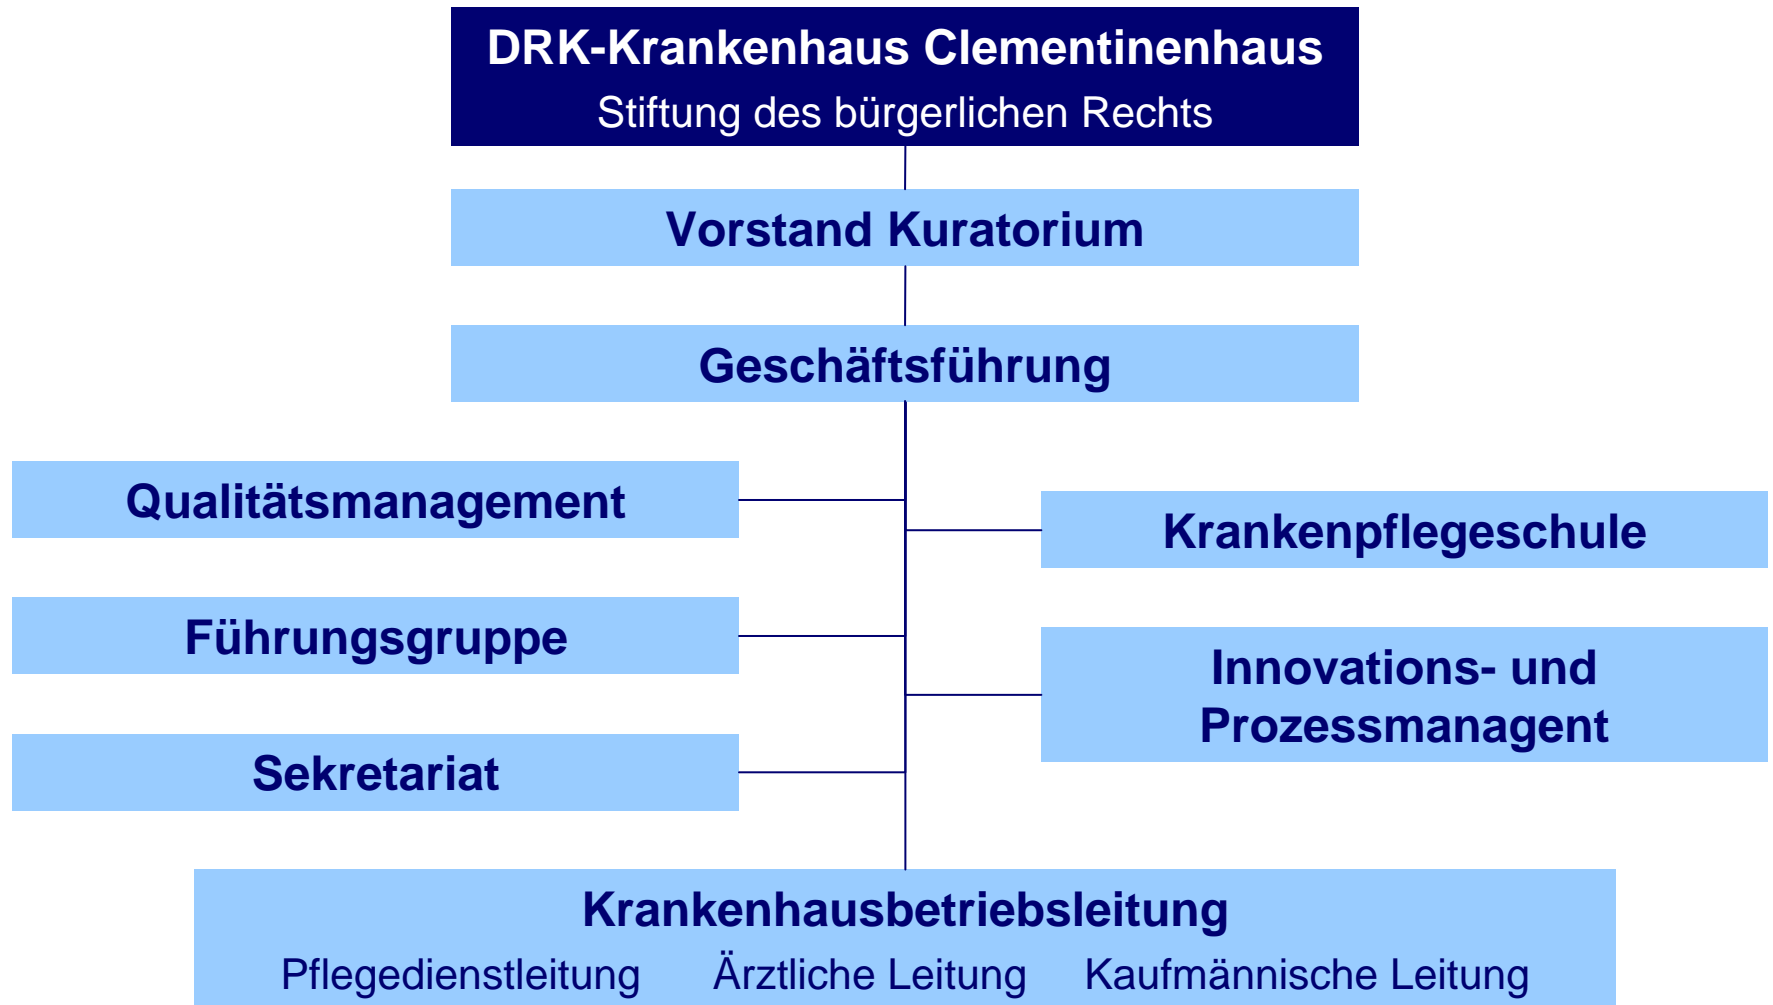 DRK-Krankenhaus Clementinenhaus
Stiftung des bürgerlichen Rechts
Vorstand Kuratorium
Geschäftsführung
Qualitätsmanagement
Krankenpflegeschule
Führungsgruppe
Innovations- und
Prozessmanagent
Sekretariat
Krankenhausbetriebsleitung
Pflegedienstleitung Ärztliche Leitung Kaufmännische Leitung